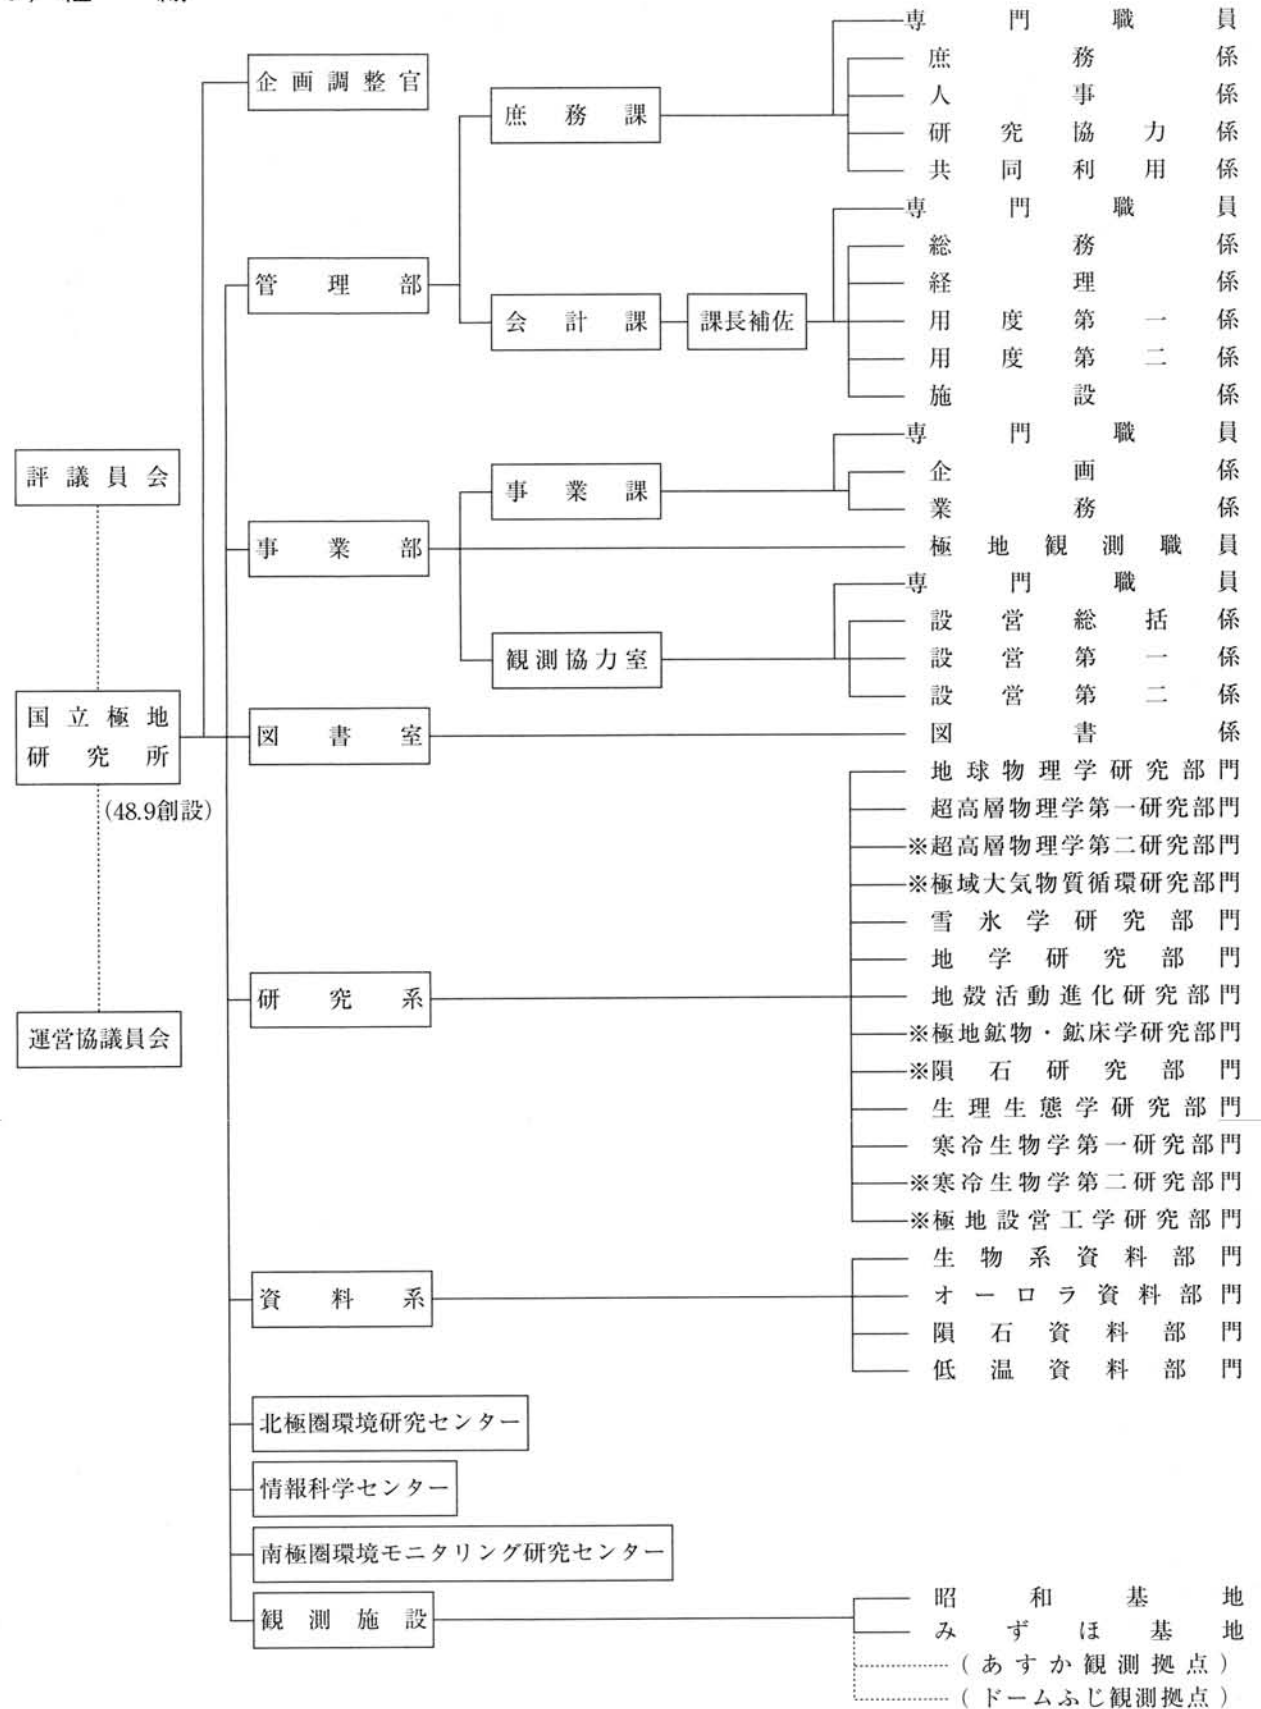 専門職員
庶務係
企画調整官
人事係
庶務課
研究協力係
共同利用係
専門職員
総務係
管理部
経理係
会計課
課長補佐
用度第一係
用度第二係
施設係
専門職員
評議員会
企画係
事業課
業務係
事業部
極地観測職員
専門職員
設営総括係
観測協力室
設営第一係
設営第二係
国立極地
研究所
(48.9創設)
図書室
図書係
地球物理学研究部門
超高層物理学第一研究部門
※超高層物理学第二研究部門
※極域大気物質循環研究部門
雪氷学研究部門
地学研究部門
研究系
地殻活動進化研究部門
運営協議員会
※極地鉱物・鉱床学研究部門
※隕石研究部門
生理生態学研究部門
寒冷生物学第一研究部門
※寒冷生物学第二研究部門
※極地設営工学研究部門
生物系資料部門
資料系
オーロラ資料部門
隕石資料部門
低温資料部門
北極圏環境研究センター
情報科学センター
南極圏環境モニタリング研究センター
観測施設
昭和基地
みずほ基地
(あすか観測拠点)
(ドームふじ観測拠点)